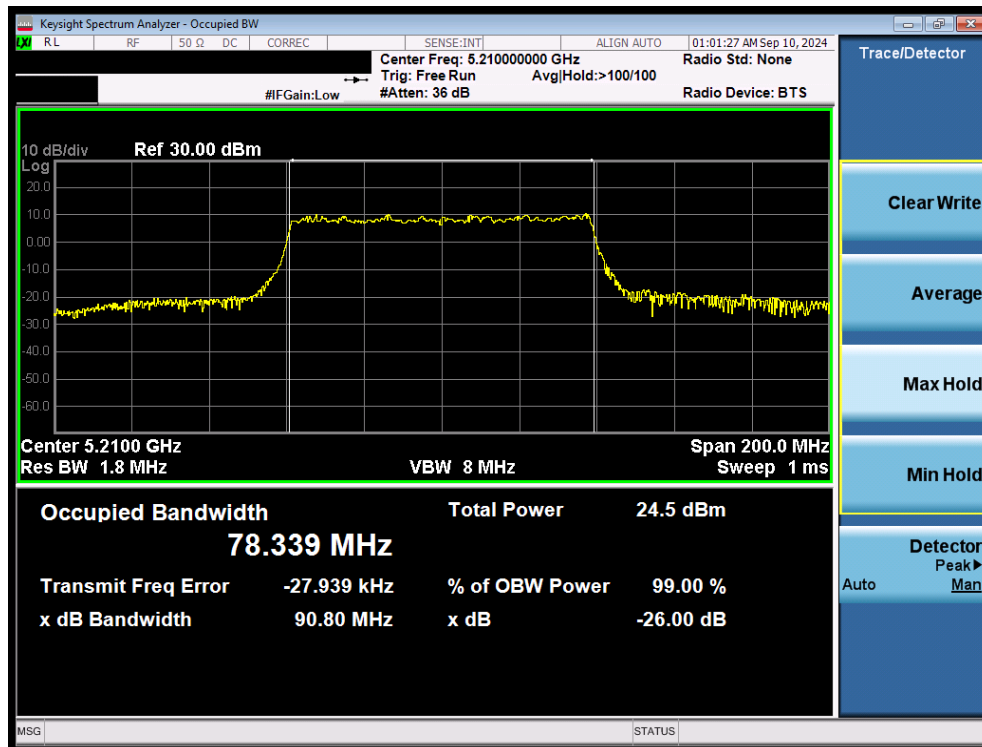 Keysight Spectrum Analyzer - Occupied BW
LXI RL RF 50 Ω DC CORREC SENSE:INT ALIGN AUTO 01:01:27 AM Sep 10, 2024
Center Freq: 5.210000000 GHz Radio Std: None
Trig: Free Run Avg|Hold:>100/100
#IFGain:Low #Atten: 36 dB Radio Device: BTS
10 dB/div Ref 30.00 dBm
Log
20.0
10.0
0.00
-10.0
-20.0
-30.0
-40.0
-50.0
-60.0
Center 5.2100 GHz Span 200.0 MHz
Res BW 1.8 MHz VBW 8 MHz Sweep 1 ms
Occupied Bandwidth Total Power 24.5 dBm
78.339 MHz
Transmit Freq Error -27.939 kHz % of OBW Power 99.00 %
x dB Bandwidth 90.80 MHz x dB -26.00 dB
MSG STATUS
Trace/Detector
Clear Write
Average
Max Hold
Min Hold
Detector
Peak▶
Auto Man